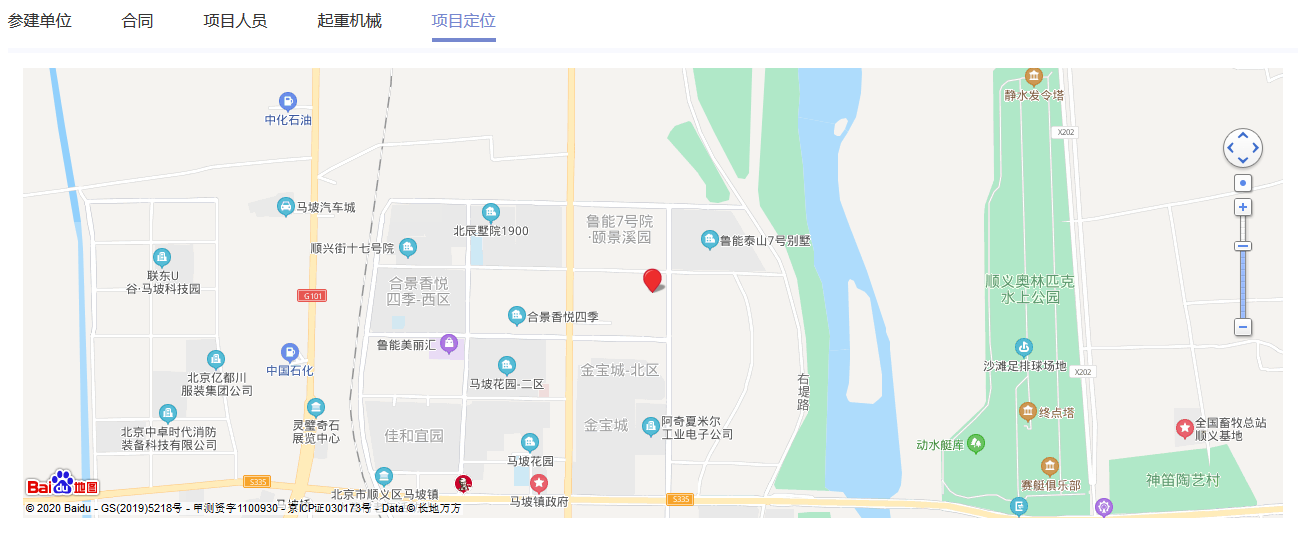 参建单位 合同 项目人员 起重机械 项目定位
静水发令塔
中化石油
X202
马坡汽车城
北辰墅院1900
鲁能7号院
·颐景溪园
鲁能泰山7号别墅
顺兴街十七号院
联东U
谷·马坡科技园
合景香悦
四季-西区
G101
顺义奥林匹克
水上公园
合景香悦四季
鲁能美丽汇
中国石化
北京亿都川
服装集团公司
马坡花园-二区
金宝城-北区
沙滩足排球场地
X202
右堤路
灵璧奇石
展览中心
北京中卓时代消防
装备科技有限公司
佳和宜园
金宝城
阿奇夏米尔
工业电子公司
终点塔
全国畜牧总站
顺义基地
动水艇库
马坡花园
赛艇俱乐部
神笛陶艺村
S335
北京市顺义区马坡镇
马坡镇政府
S335
Baidu地图
© 2020 Baidu - GS(2019)5218号 - 甲测资字1100930 - 京ICP证030173号 - Data © 长地万方